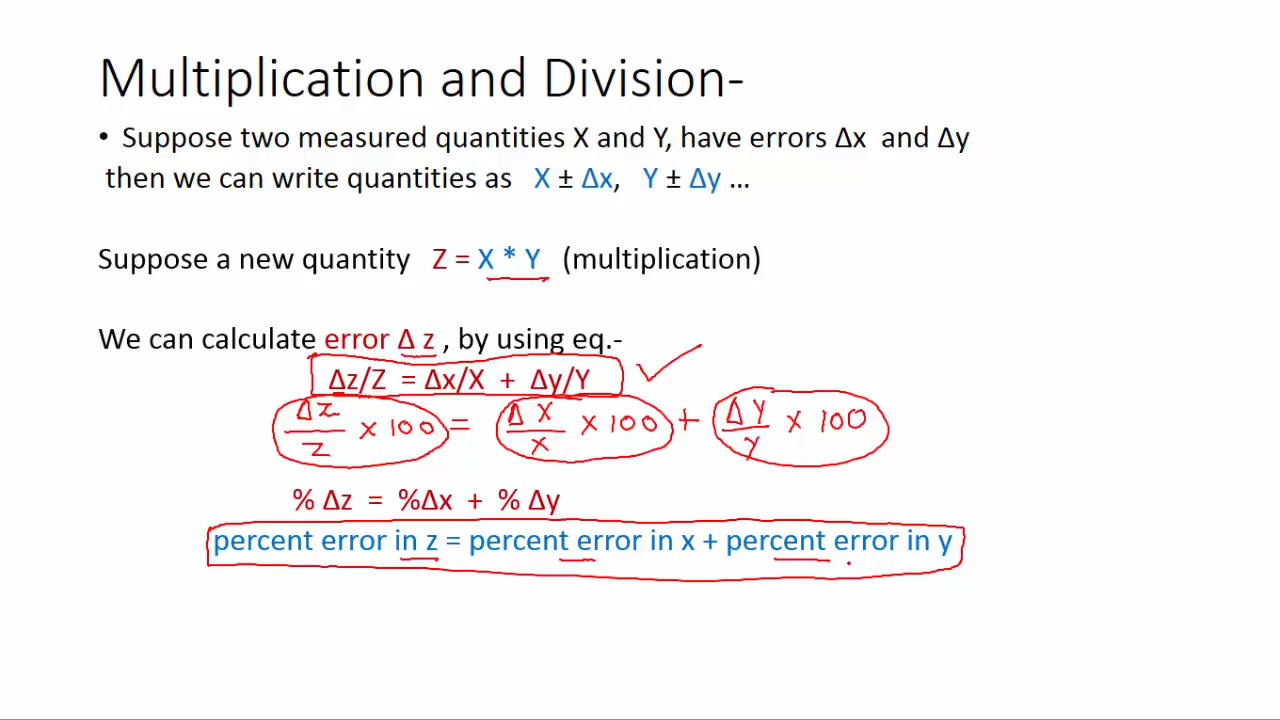 Multiplication and Division-
• Suppose two measured quantities X and Y, have errors Δx and Δy
then we can write quantities as X ± Δx, Y ± Δy ...
Suppose a new quantity Z = X * Y (multiplication)
We can calculate error Δ z , by using eq.-
Δz/Z = Δx/X + Δy/Y
ΔZ/Z × 100 = ΔX/X × 100 + ΔY/Y × 100
% Δz = %Δx + % Δy
percent error in z = percent error in x + percent error in y